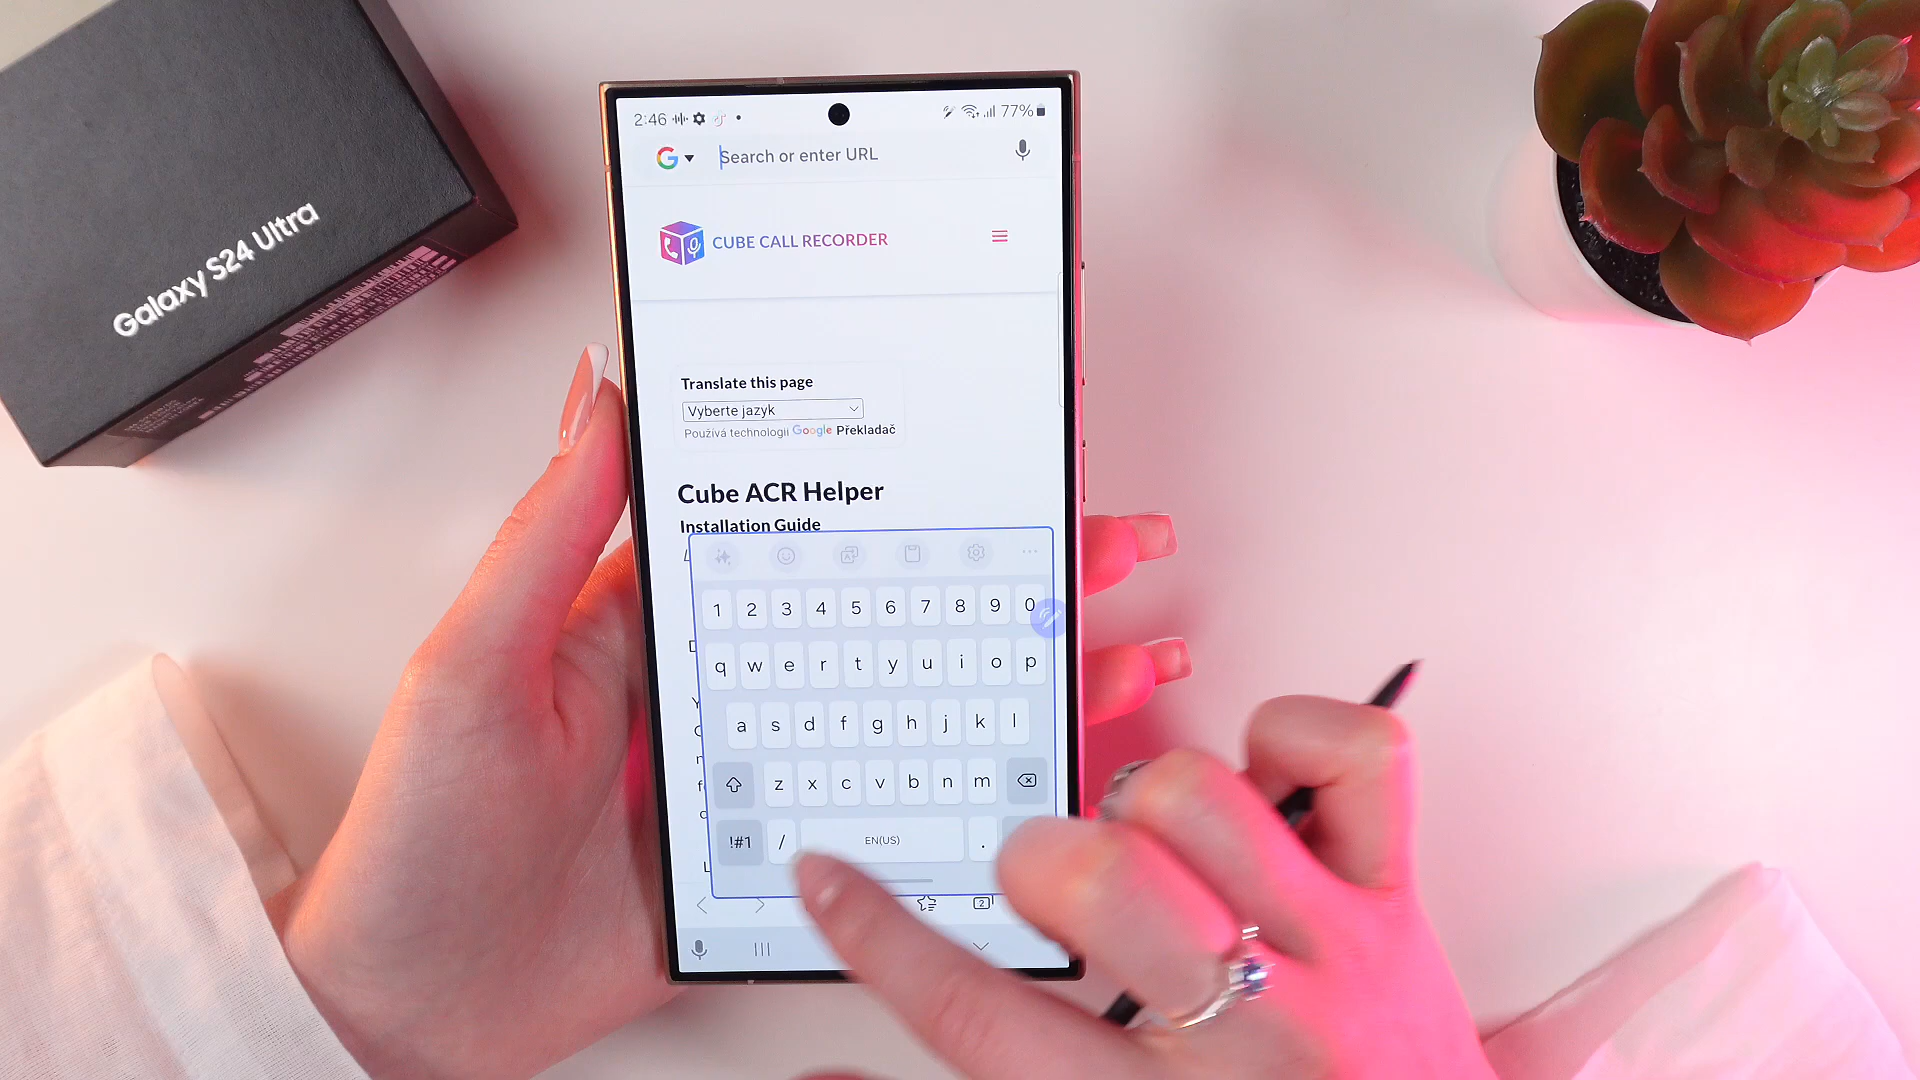 Galaxy S24 Ultra
2:46
77%
Search or enter URL
CUBE CALL RECORDER
Translate this page
Vyberte jazyk
Používá technologii Google Překladač
Cube ACR Helper
Installation Guide
1 2 3 4 5 6 7 8 9 0
q w e r t y u i o p
a s d f g h j k l
z x c v b n m
!#1 / EN(US) .
2